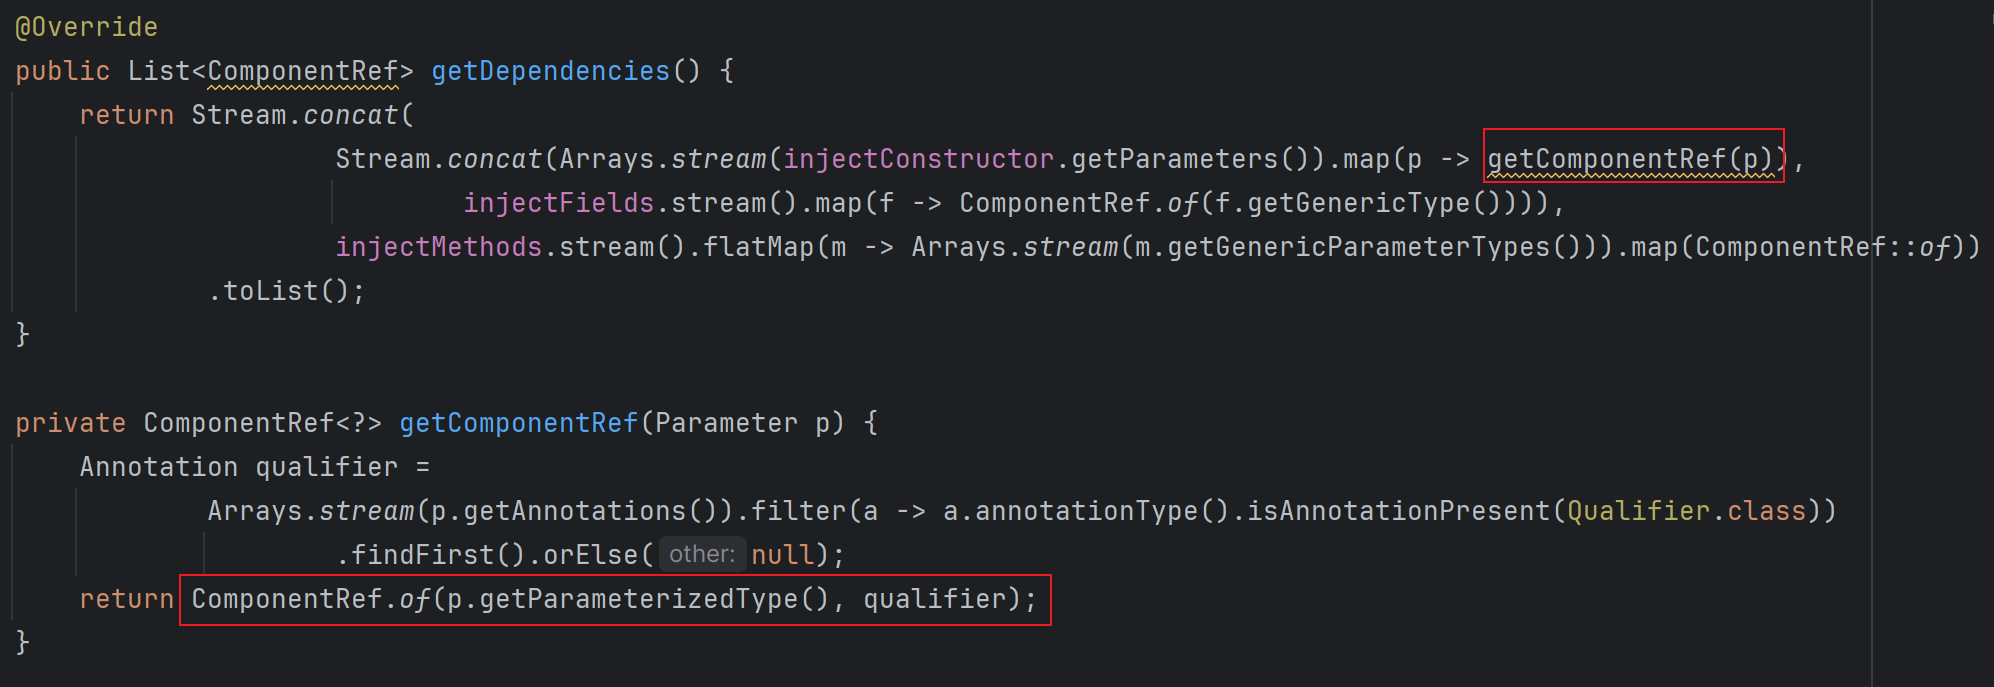 @Override
public List<ComponentRef> getDependencies() {
    return Stream.concat(
                    Stream.concat(Arrays.stream(injectConstructor.getParameters()).map(p -> getComponentRef(p)),
                            injectFields.stream().map(f -> ComponentRef.of(f.getGenericType()))),
                    injectMethods.stream().flatMap(m -> Arrays.stream(m.getGenericParameterTypes())).map(ComponentRef::of))
            .toList();
}
private ComponentRef<?> getComponentRef(Parameter p) {
    Annotation qualifier =
            Arrays.stream(p.getAnnotations()).filter(a -> a.annotationType().isAnnotationPresent(Qualifier.class))
                    .findFirst().orElse( other: null);
    return ComponentRef.of(p.getParameterizedType(), qualifier);
}